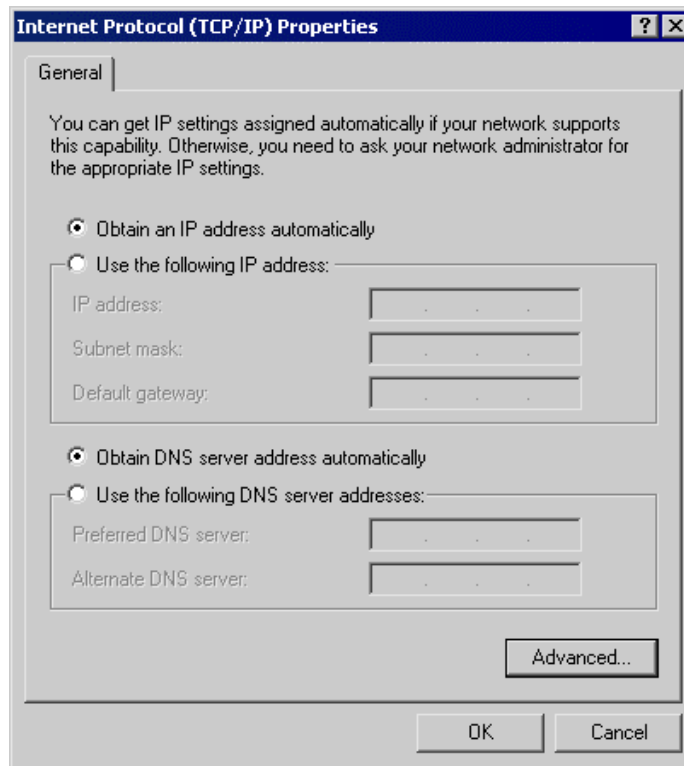 Internet Protocol (TCP/IP) Properties
General
You can get IP settings assigned automatically if your network supports
this capability. Otherwise, you need to ask your network administrator for
the appropriate IP settings.
Obtain an IP address automatically
Use the following IP address:
IP address:
Subnet mask:
Default gateway:
Obtain DNS server address automatically
Use the following DNS server addresses:
Preferred DNS server:
Alternate DNS server:
Advanced...
OK Cancel